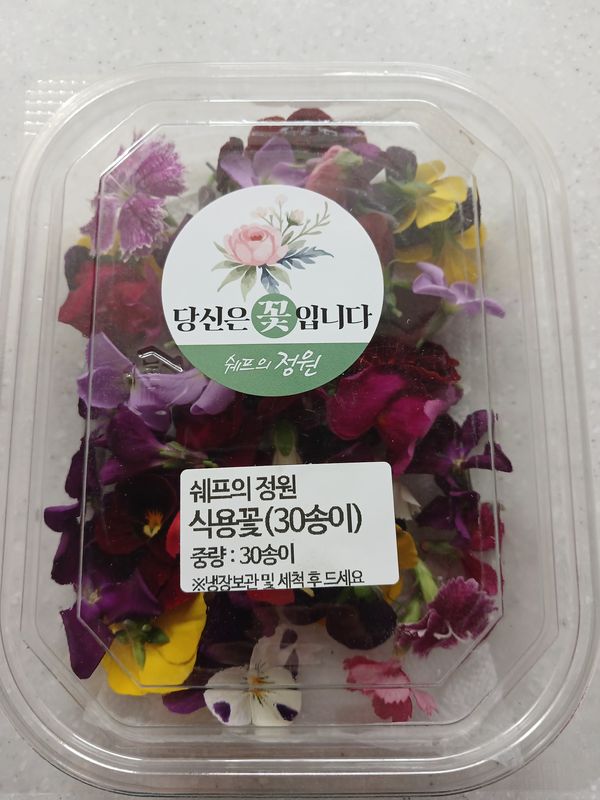 당신은 꽃입니다
쉐프의 정원
쉐프의 정원
식용꽃(30송이)
중량 : 30송이
※냉장보관 및 세척 후 드세요